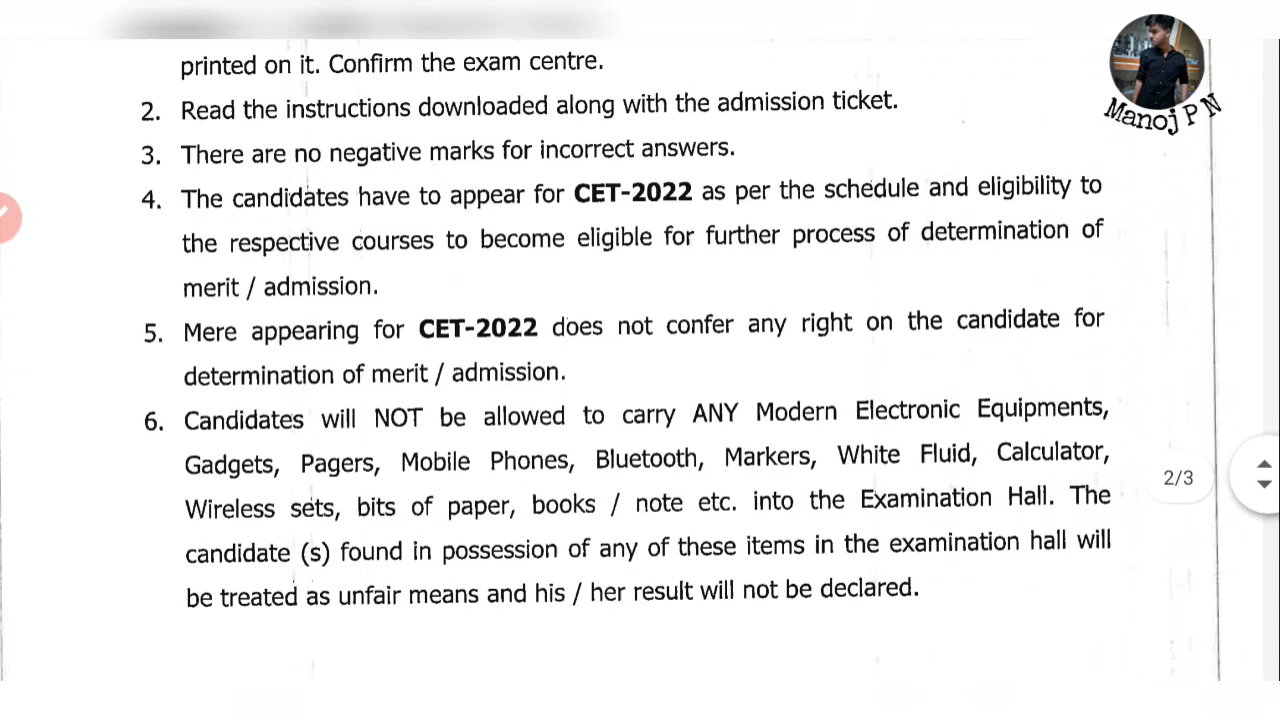 printed on it. Confirm the exam centre.
2. Read the instructions downloaded along with the admission ticket.
3. There are no negative marks for incorrect answers.
4. The candidates have to appear for CET-2022 as per the schedule and eligibility to
the respective courses to become eligible for further process of determination of
merit / admission.
5. Mere appearing for CET-2022 does not confer any right on the candidate for
determination of merit / admission.
6. Candidates will NOT be allowed to carry ANY Modern Electronic Equipments,
Gadgets, Pagers, Mobile Phones, Bluetooth, Markers, White Fluid, Calculator,
Wireless sets, bits of paper, books / note etc. into the Examination Hall. The
candidate (s) found in possession of any of these items in the examination hall will
be treated as unfair means and his / her result will not be declared.
Manoj P N
2/3